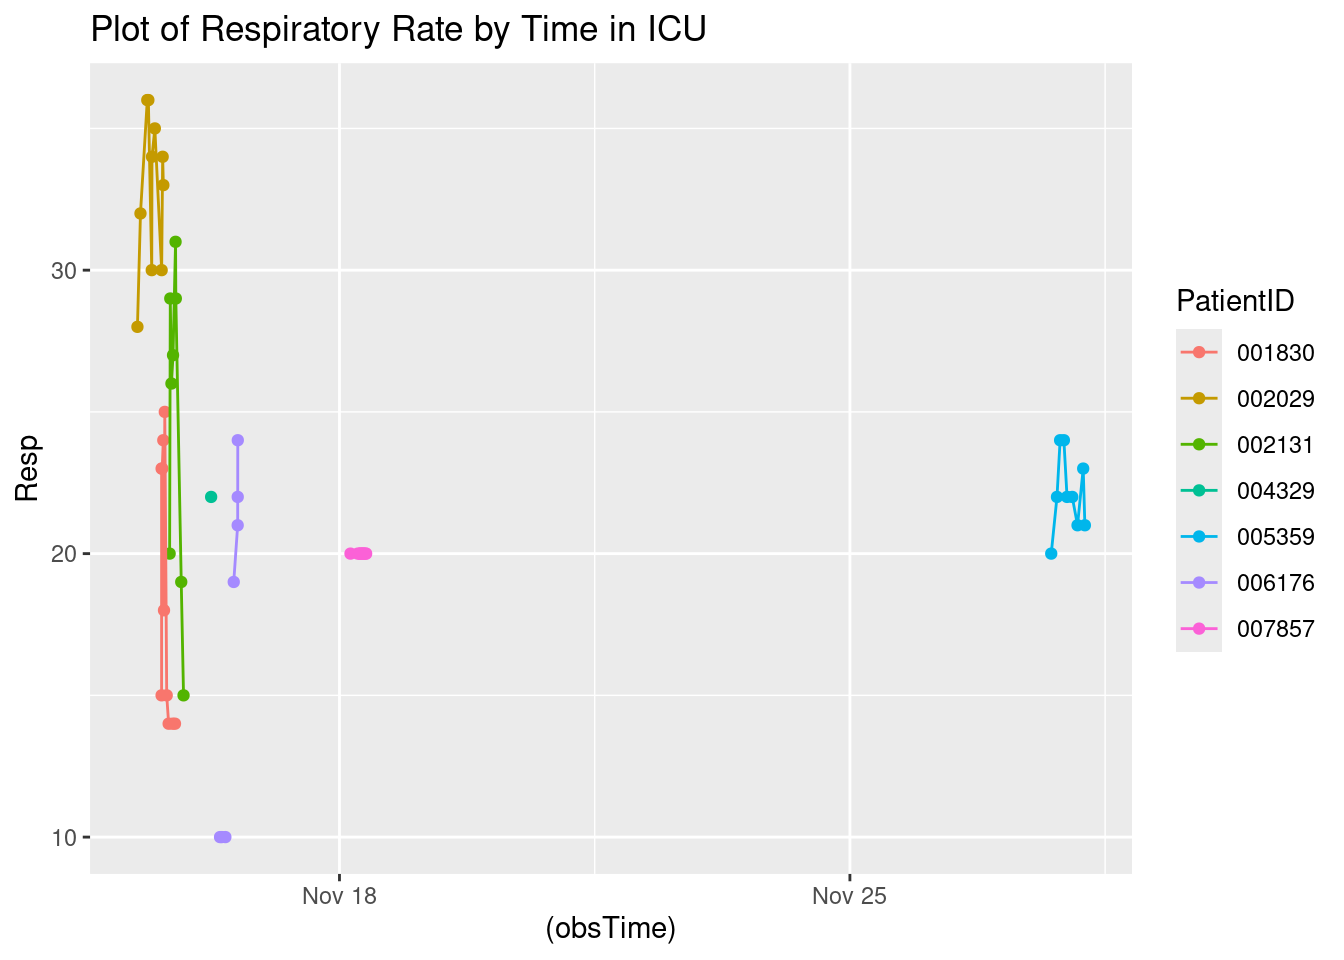 Plot of Respiratory Rate by Time in ICU
Resp
30
20
10
Nov 18
Nov 25
(obsTime)
PatientID
001830
002029
002131
004329
005359
006176
007857